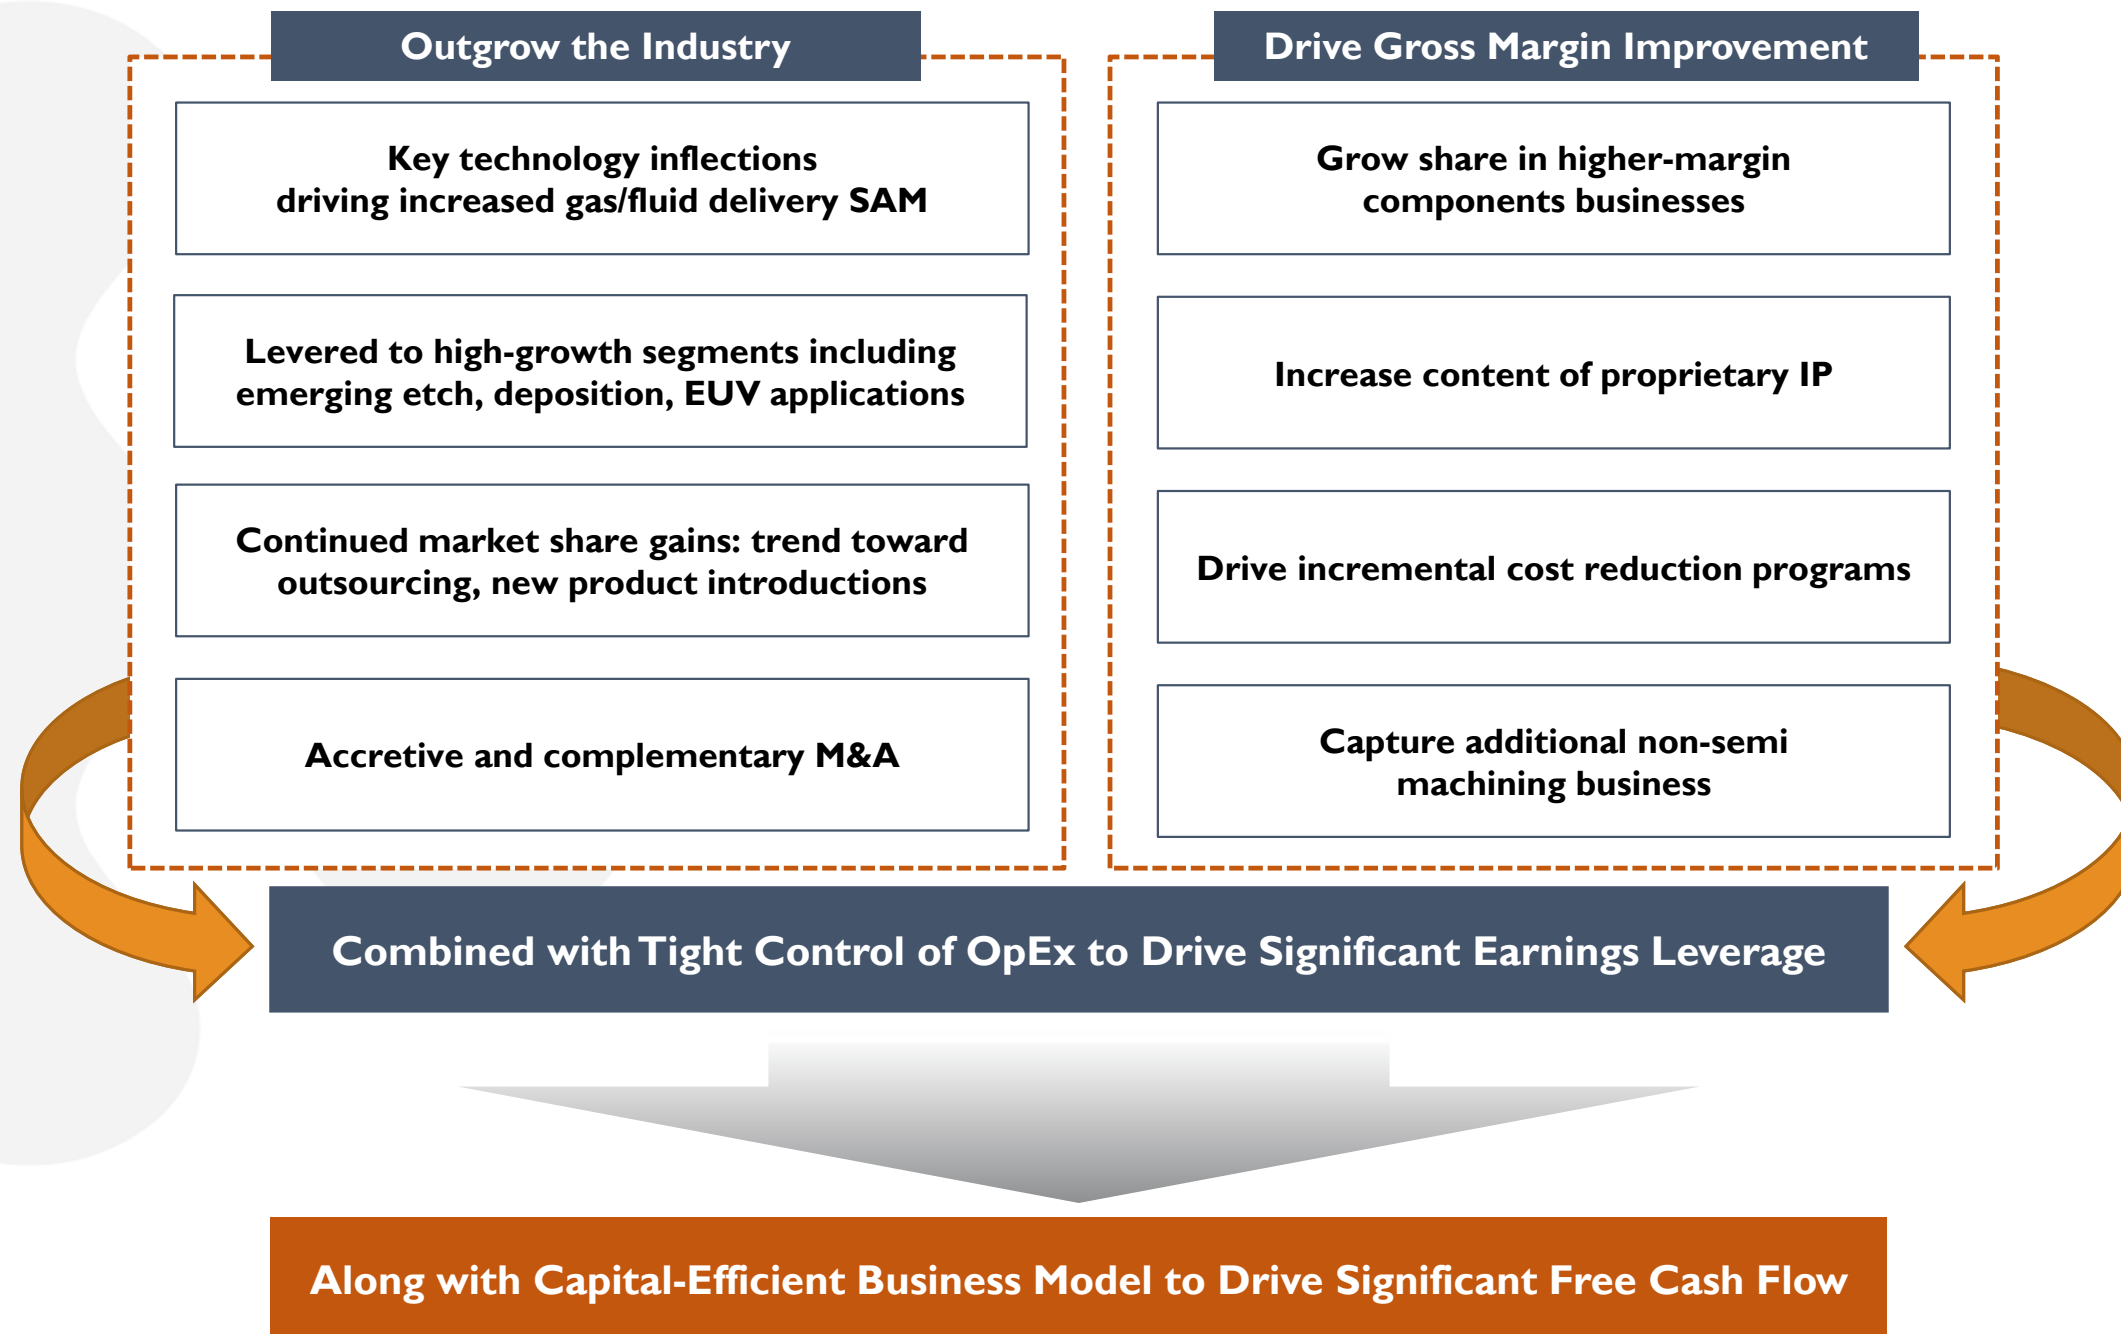 Outgrow the Industry
Key technology inflections
driving increased gas/fluid delivery SAM
Levered to high-growth segments including
emerging etch, deposition, EUV applications
Continued market share gains: trend toward
outsourcing, new product introductions
Accretive and complementary M&A
Drive Gross Margin Improvement
Grow share in higher-margin
components businesses
Increase content of proprietary IP
Drive incremental cost reduction programs
Capture additional non-semi
machining business
Combined with Tight Control of OpEx to Drive Significant Earnings Leverage
Along with Capital-Efficient Business Model to Drive Significant Free Cash Flow